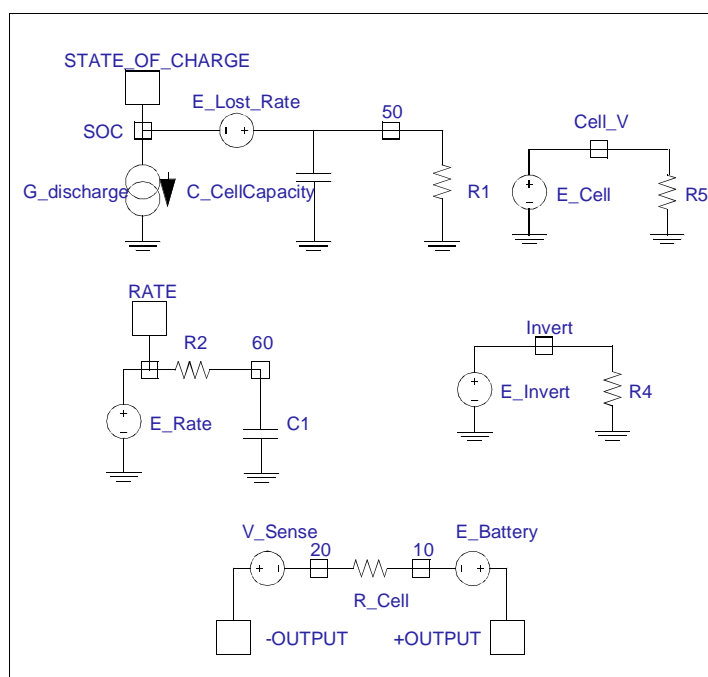 STATE_OF_CHARGE
E_Lost_Rate
50
SOC
- +
Cell_V
G_discharge
C_CellCapacity
R1
+
-
E_Cell
R5
RATE
R2
60
Invert
+
-
E_Rate
C1
+
-
E_Invert
R4
V_Sense
20
10
E_Battery
+ -
- +
R_Cell
-OUTPUT
+OUTPUT